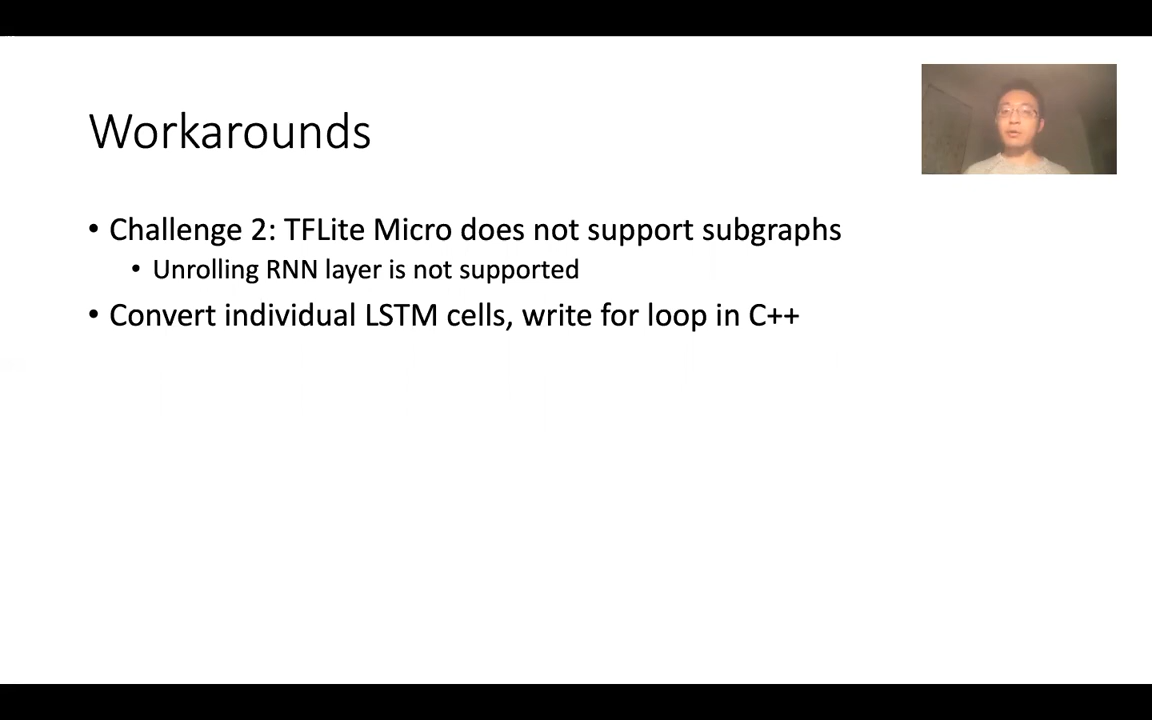 Workarounds
• Challenge 2: TFLite Micro does not support subgraphs
• Unrolling RNN layer is not supported
• Convert individual LSTM cells, write for loop in C++